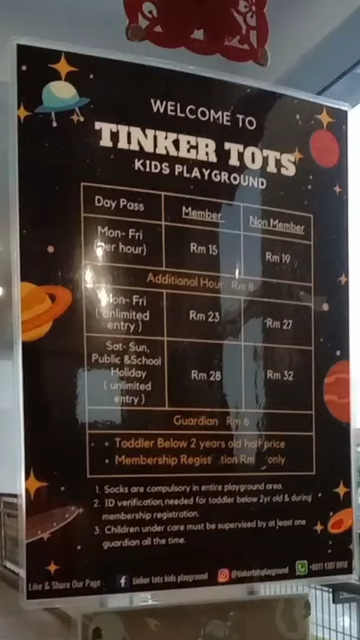 WELCOME TO
TINKER TOTS
KIDS PLAYGROUND
Day Pass Member Non Member
Mon- Fri
(per hour) Rm 15 Rm 19
Additional Hour Rm 8
Mon- Fri
( unlimited
entry ) Rm 23 Rm 27
Sat- Sun,
Public &School
Holiday
( unlimited
entry ) Rm 28 Rm 32
Guardian Rm 6
• Toddler Below 2 years old half price
• Membership Registration Rm only
1. Socks are compulsory in entire playground area.
2. ID verification needed for toddler below 2yr old & during
membership registration.
3. Children under care must be supervised by at least one
guardian all the time.
Like & Share Our Page tinker tots kids playground @tinkertotsplayground